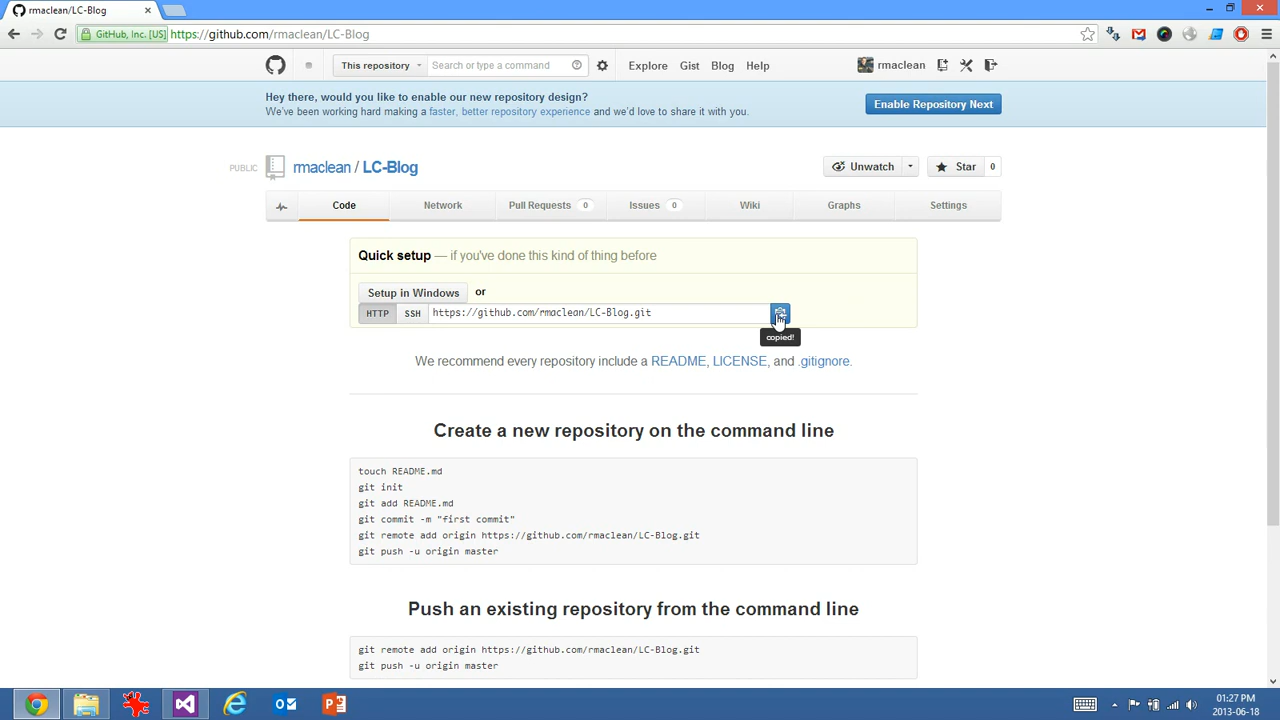 rmaclean/LC-Blog
GitHub, Inc. [US] https://github.com/rmaclean/LC-Blog
This repository Search or type a command Explore Gist Blog Help rmaclean
Hey there, would you like to enable our new repository design?
We've been working hard making a faster, better repository experience and we'd love to share it with you.
Enable Repository Next
PUBLIC rmaclean / LC-Blog Unwatch Star 0
Code Network Pull Requests 0 Issues 0 Wiki Graphs Settings
Quick setup — if you've done this kind of thing before
Setup in Windows or
HTTP SSH https://github.com/rmaclean/LC-Blog.git
copied!
We recommend every repository include a README, LICENSE, and .gitignore.
Create a new repository on the command line
touch README.md
git init
git add README.md
git commit -m "first commit"
git remote add origin https://github.com/rmaclean/LC-Blog.git
git push -u origin master
Push an existing repository from the command line
git remote add origin https://github.com/rmaclean/LC-Blog.git
git push -u origin master
01:27 PM
2013-06-18